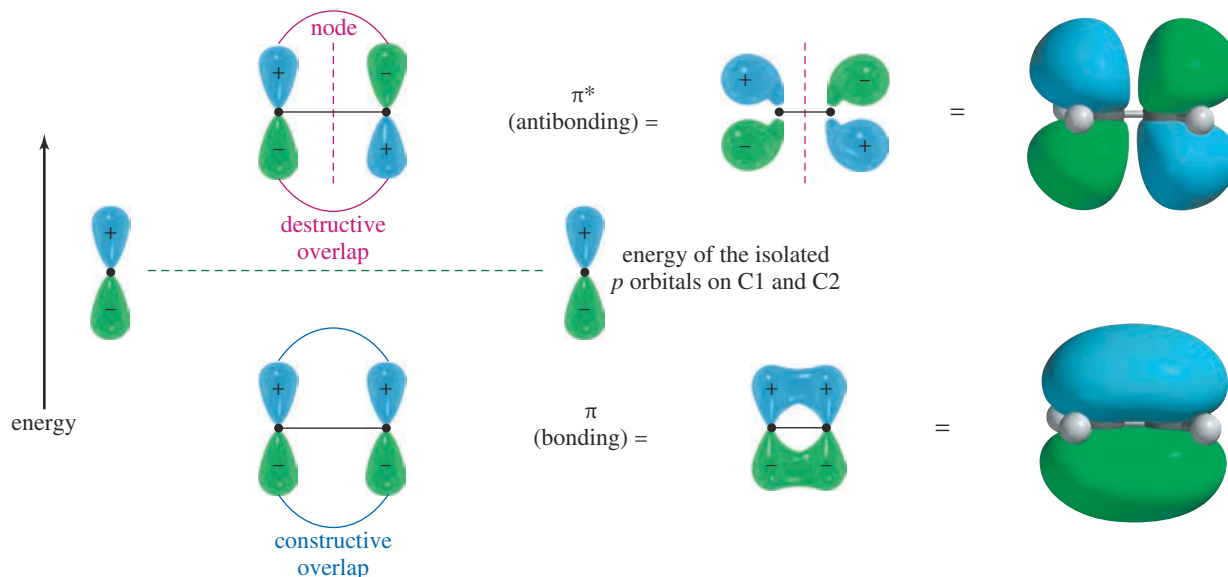 node
+ −
− +
destructive
overlap
π*
(antibonding) =
+ −
− +
=
energy
+
−
+
−
energy of the isolated
p orbitals on C1 and C2
+ +
− −
constructive
overlap
π
(bonding) =
+ +
− −
=